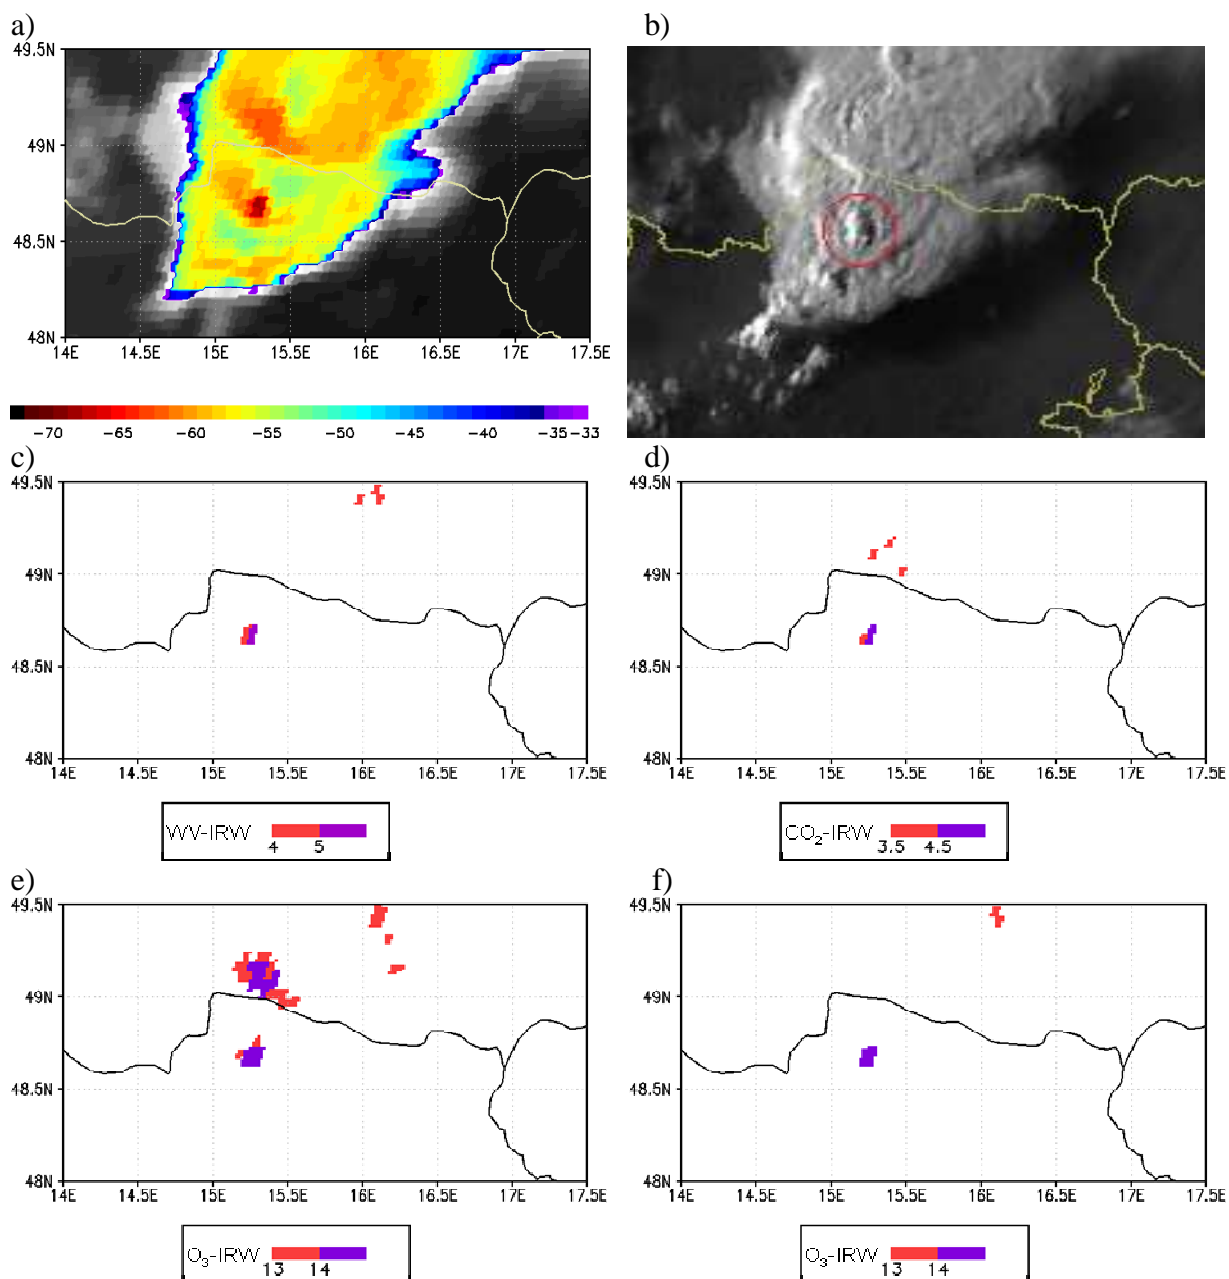 a)
b)
49.5N
49N
48.5N
48N
14E 14.5E 15E 15.5E 16E 16.5E 17E 17.5E
-70 -65 -60 -55 -50 -45 -40 -35 -33
c)
d)
49.5N
49N
48.5N
48N
14E 14.5E 15E 15.5E 16E 16.5E 17E 17.5E
49.5N
49N
48.5N
48N
14E 14.5E 15E 15.5E 16E 16.5E 17E 17.5E
WV-IRW
4 5
CO₂-IRW
3.5 4.5
e)
f)
49.5N
49N
48.5N
48N
14E 14.5E 15E 15.5E 16E 16.5E 17E 17.5E
49.5N
49N
48.5N
48N
14E 14.5E 15E 15.5E 16E 16.5E 17E 17.5E
O₃-IRW
13 14
O₃-IRW
13 14